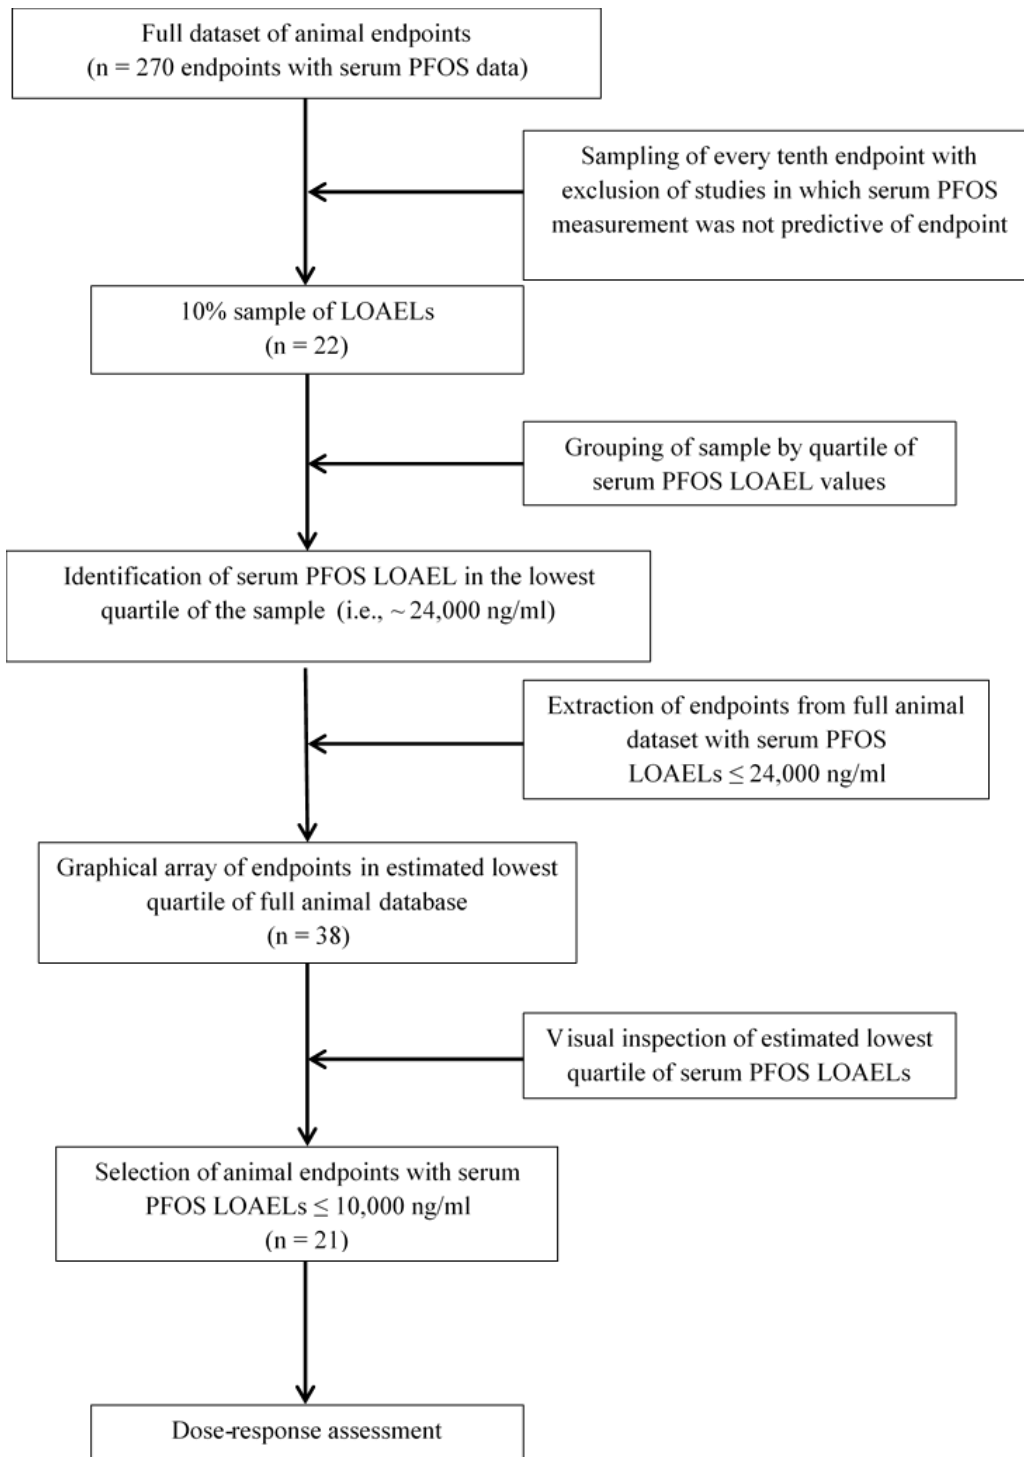 Full dataset of animal endpoints
(n = 270 endpoints with serum PFOS data)
Sampling of every tenth endpoint with
exclusion of studies in which serum PFOS
measurement was not predictive of endpoint
10% sample of LOAELs
(n = 22)
Grouping of sample by quartile of
serum PFOS LOAEL values
Identification of serum PFOS LOAEL in the lowest
quartile of the sample (i.e., ~ 24,000 ng/ml)
Extraction of endpoints from full animal
dataset with serum PFOS
LOAELs ≤ 24,000 ng/ml
Graphical array of endpoints in estimated lowest
quartile of full animal database
(n = 38)
Visual inspection of estimated lowest
quartile of serum PFOS LOAELs
Selection of animal endpoints with serum
PFOS LOAELs ≤ 10,000 ng/ml
(n = 21)
Dose-response assessment